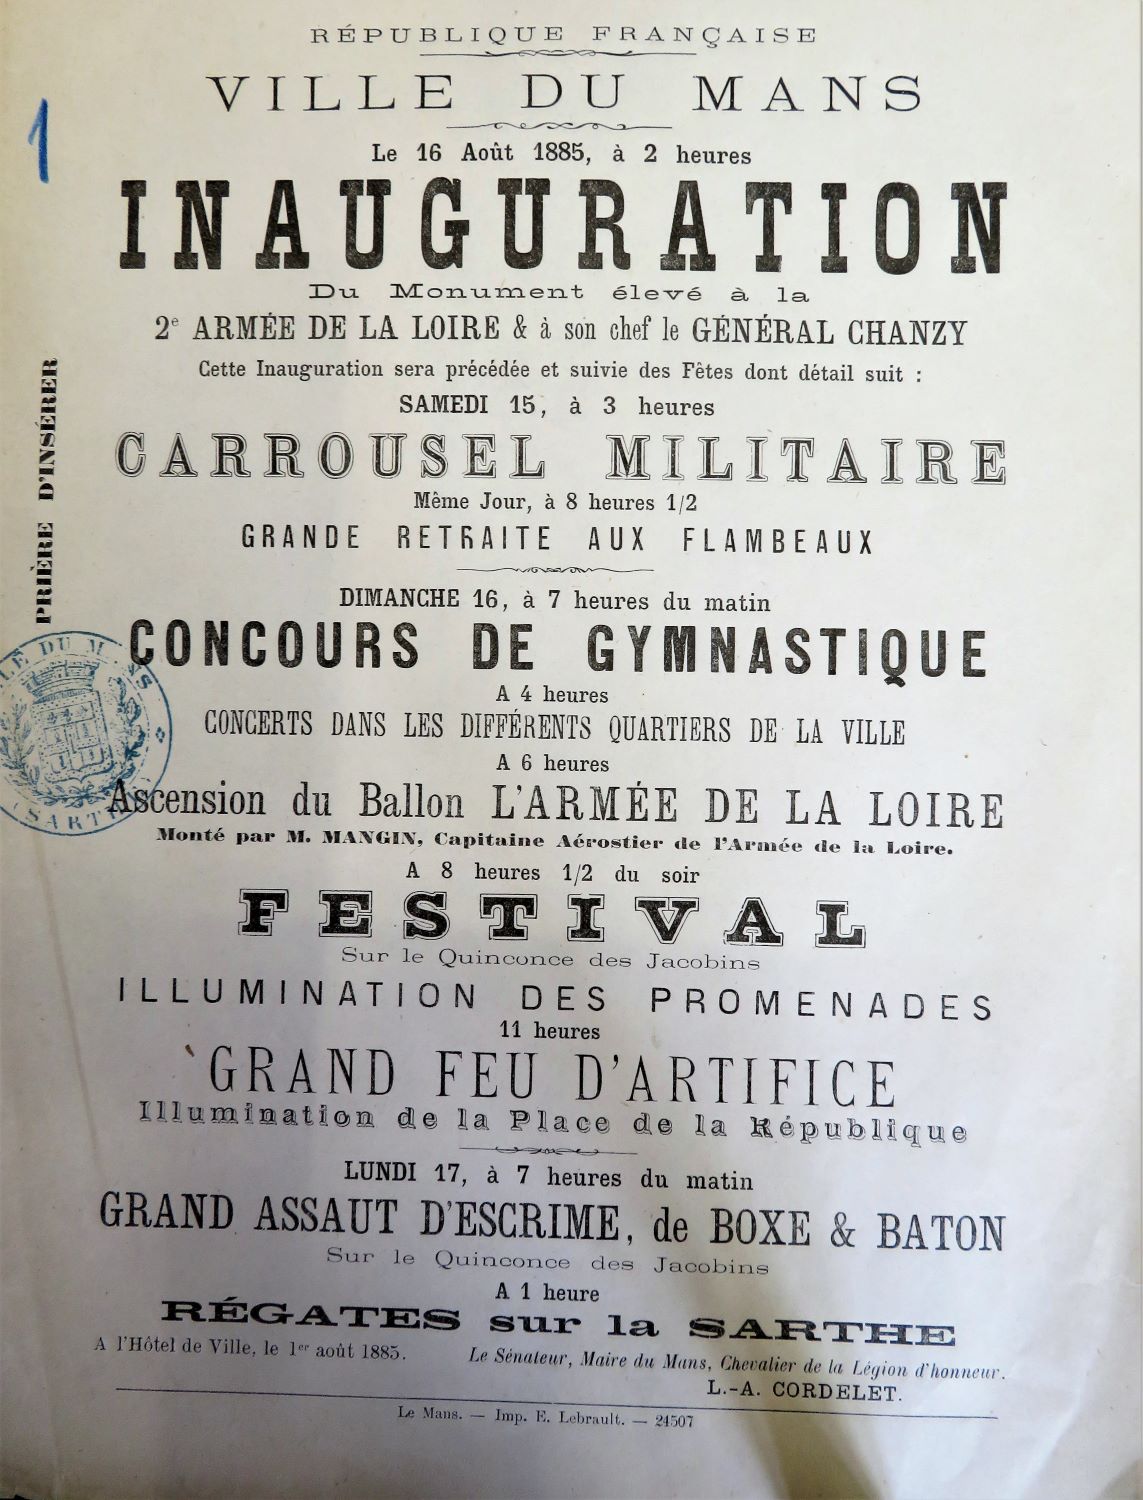 RÉPUBLIQUE FRANÇAISE
VILLE DU MANS
Le 16 Août 1885, à 2 heures
INAUGURATION
Du Monument élevé à la
2e ARMÉE DE LA LOIRE & à son chef le GÉNÉRAL CHANZY
Cette Inauguration sera précédée et suivie des Fêtes dont détail suit :
SAMEDI 15, à 3 heures
CARROUSEL MILITAIRE
Même Jour, à 8 heures 1/2
GRANDE RETRAITE AUX FLAMBEAUX
DIMANCHE 16, à 7 heures du matin
CONCOURS DE GYMNASTIQUE
A 4 heures
CONCERTS DANS LES DIFFÉRENTS QUARTIERS DE LA VILLE
A 6 heures
Ascension du Ballon L'ARMÉE DE LA LOIRE
Monté par M. MANGIN, Capitaine Aérostier de l'Armée de la Loire.
A 8 heures 1/2 du soir
FESTIVAL
Sur le Quinconce des Jacobins
ILLUMINATION DES PROMENADES
11 heures
GRAND FEU D'ARTIFICE
Illumination de la Place de la République
LUNDI 17, à 7 heures du matin
GRAND ASSAUT D'ESCRIME, de BOXE & BATON
Sur le Quinconce des Jacobins
A 1 heure
RÉGATES sur la SARTHE
A l'Hôtel de Ville, le 1er août 1885.
Le Sénateur, Maire du Mans, Chevalier de la Légion d'honneur.
L.-A. CORDELET.
Le Mans. — Imp. E. Lebrault. — 24507
1
PRIÈRE D'INSÉRER
DU
SARTHE